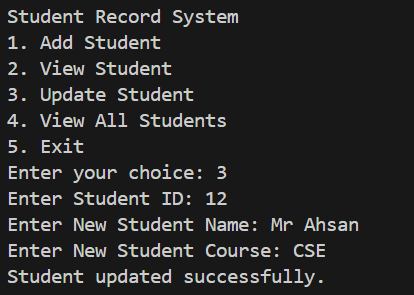 Student Record System
1. Add Student
2. View Student
3. Update Student
4. View All Students
5. Exit
Enter your choice: 3
Enter Student ID: 12
Enter New Student Name: Mr Ahsan
Enter New Student Course: CSE
Student updated successfully.